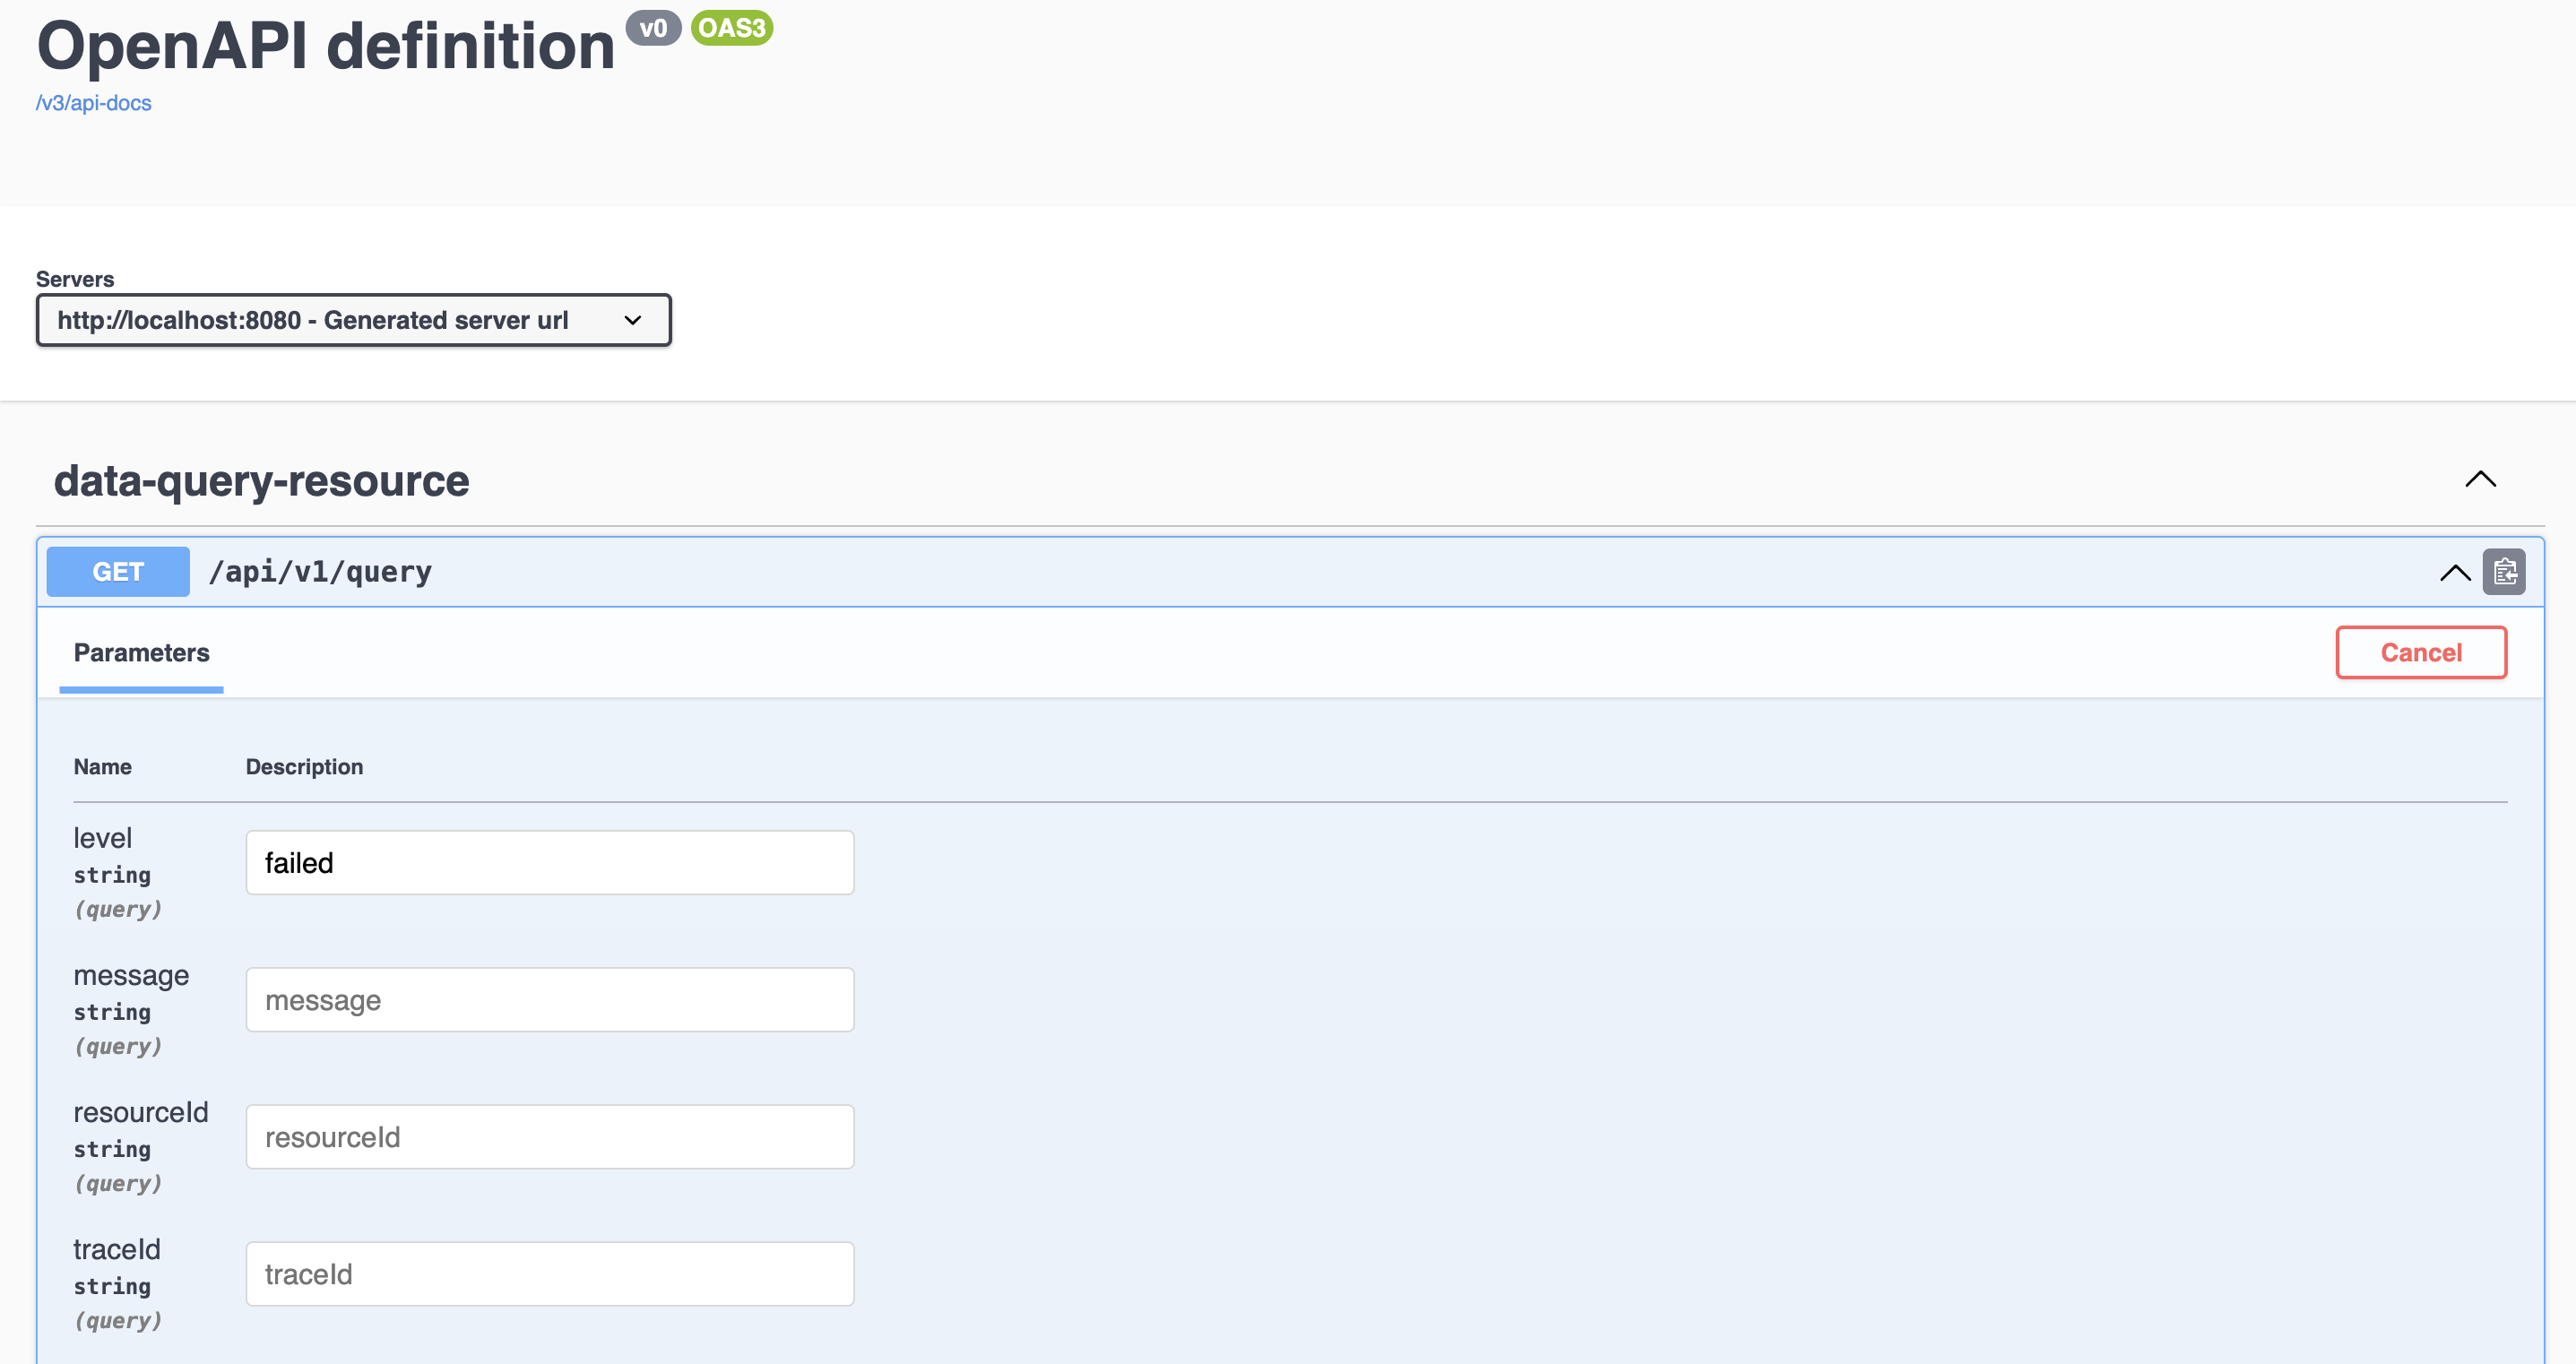 OpenAPI definition v0 OAS3
/v3/api-docs
Servers
http://localhost:8080 - Generated server url
data-query-resource
GET /api/v1/query
Parameters Cancel
Name Description
level
failed
string
(query)
message
message
string
(query)
resourceId
resourceId
string
(query)
traceId
traceId
string
(query)